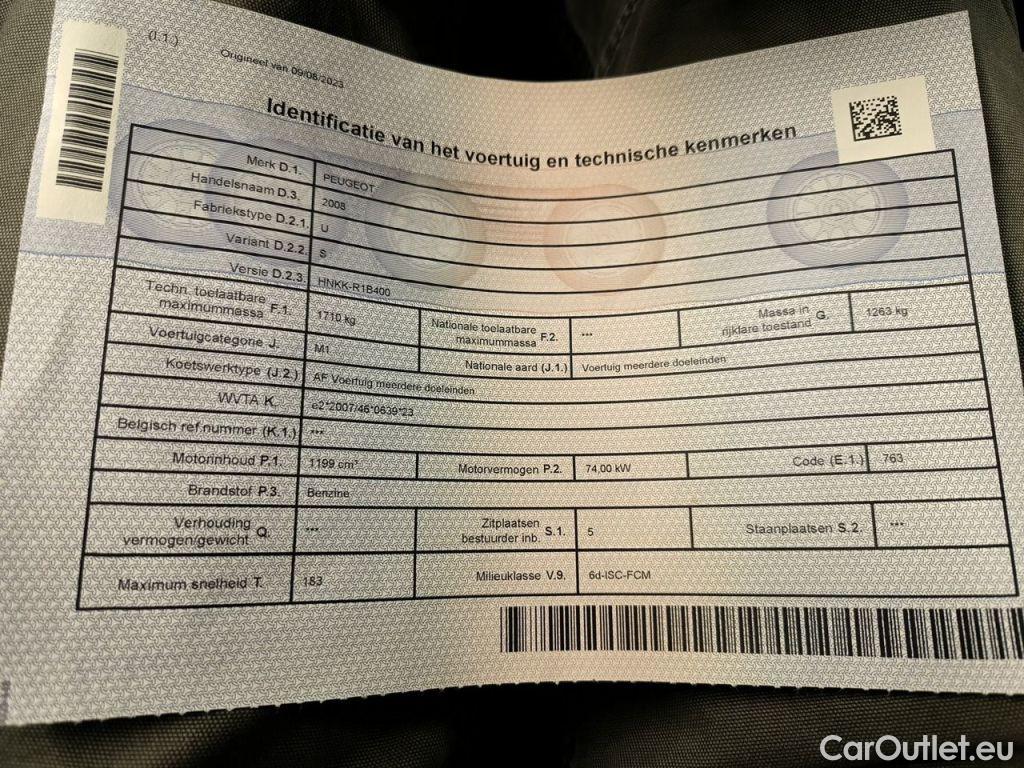 (I.1.)
Origineel van 09/08/2023
Identificatie van het voertuig en technische kenmerken
Merk D.1. PEUGEOT
Handelsnaam D.3. 2008
Fabriekstype D.2.1. U
Variant D.2.2. S
Versie D.2.3. HNKK-R1B400
Techn. toelaatbare maximummassa F.1. 1710 kg Nationale toelaatbare maximummassa F.2. --- Massa in rijklare toestand G. 1263 kg
Voertuigcategorie J. M1 Nationale aard (J.1.) Voertuig meerdere doeleinden
Koetswerktype (J.2.) AF Voertuig meerdere doeleinden
WVTA K. e2*2007/46*0639*23
Belgisch ref.nummer (K.1.) ---
Motorinhoud P.1. 1199 cm³ Motorvermogen P.2. 74,00 kW Code (E.1.) 763
Brandstof P.3. Benzine
Verhouding vermogen/gewicht Q. --- Zitplaatsen bestuurder inb. S.1. 5 Staanplaatsen S.2. ---
Maximum snelheid T. 183 Milieuklasse V.9. 6d-ISC-FCM
CarOutlet.eu